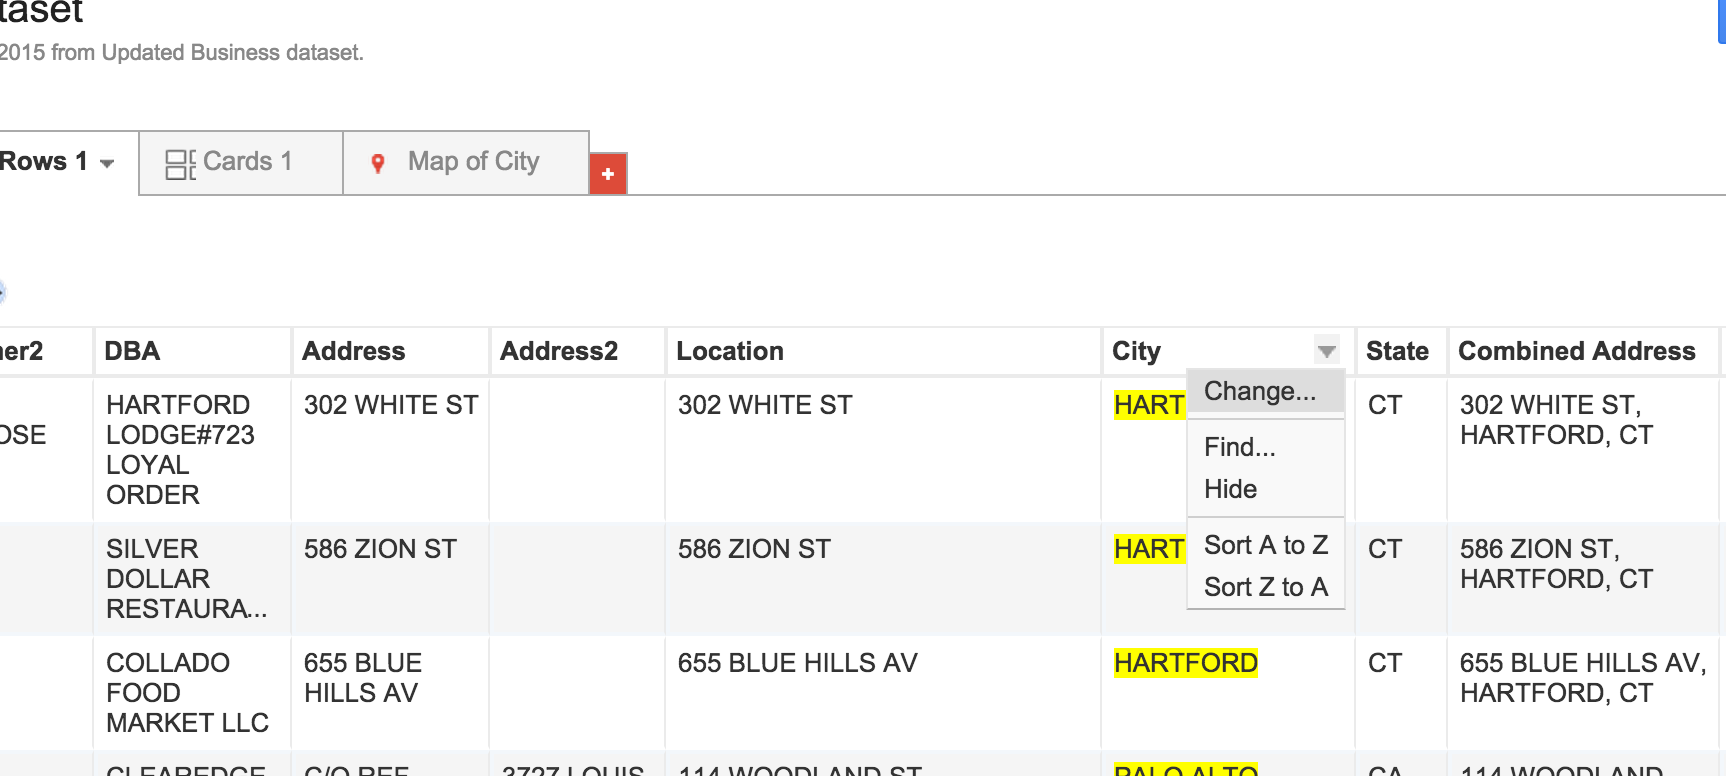 taset
2015 from Updated Business dataset.
Rows 1
Cards 1
Map of City
+
ner2
DBA
Address
Address2
Location
City
State
Combined Address
Change...
Find...
Hide
Sort A to Z
Sort Z to A
OSE
HARTFORD
LODGE#723
LOYAL
ORDER
302 WHITE ST
302 WHITE ST
HART
CT
302 WHITE ST,
HARTFORD, CT
SILVER
DOLLAR
RESTAURA...
586 ZION ST
586 ZION ST
HART
CT
586 ZION ST,
HARTFORD, CT
COLLADO
FOOD
MARKET LLC
655 BLUE
HILLS AV
655 BLUE HILLS AV
HARTFORD
CT
655 BLUE HILLS AV,
HARTFORD, CT
CLEAREDGE
C/O REF
3727 LOUIS
114 WOODLAND ST
PALO ALTO
CA
114 WOODLAND